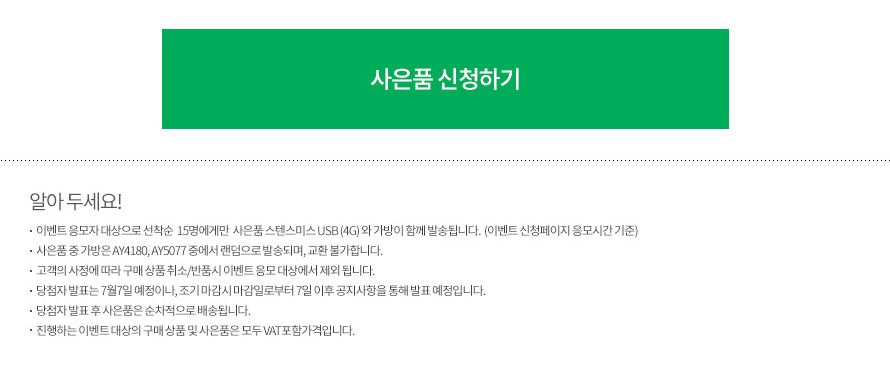 사은품 신청하기
알아 두세요!
· 이벤트 응모자 대상으로 선착순 15명에게만 사은품 스텐스미스 USB (4G) 와 가방이 함께 발송됩니다. (이벤트 신청페이지 응모시간 기준)
· 사은품 중 가방은 AY4180, AY5077 중에서 랜덤으로 발송되며, 교환 불가합니다.
· 고객의 사정에 따라 구매 상품 취소/반품시 이벤트 응모 대상에서 제외 됩니다.
· 당첨자 발표는 7월7일 예정이나, 조기 마감시 마감일로부터 7일 이후 공지사항을 통해 발표 예정입니다.
· 당첨자 발표 후 사은품은 순차적으로 배송됩니다.
· 진행하는 이벤트 대상의 구매 상품 및 사은품은 모두 VAT포함가격입니다.